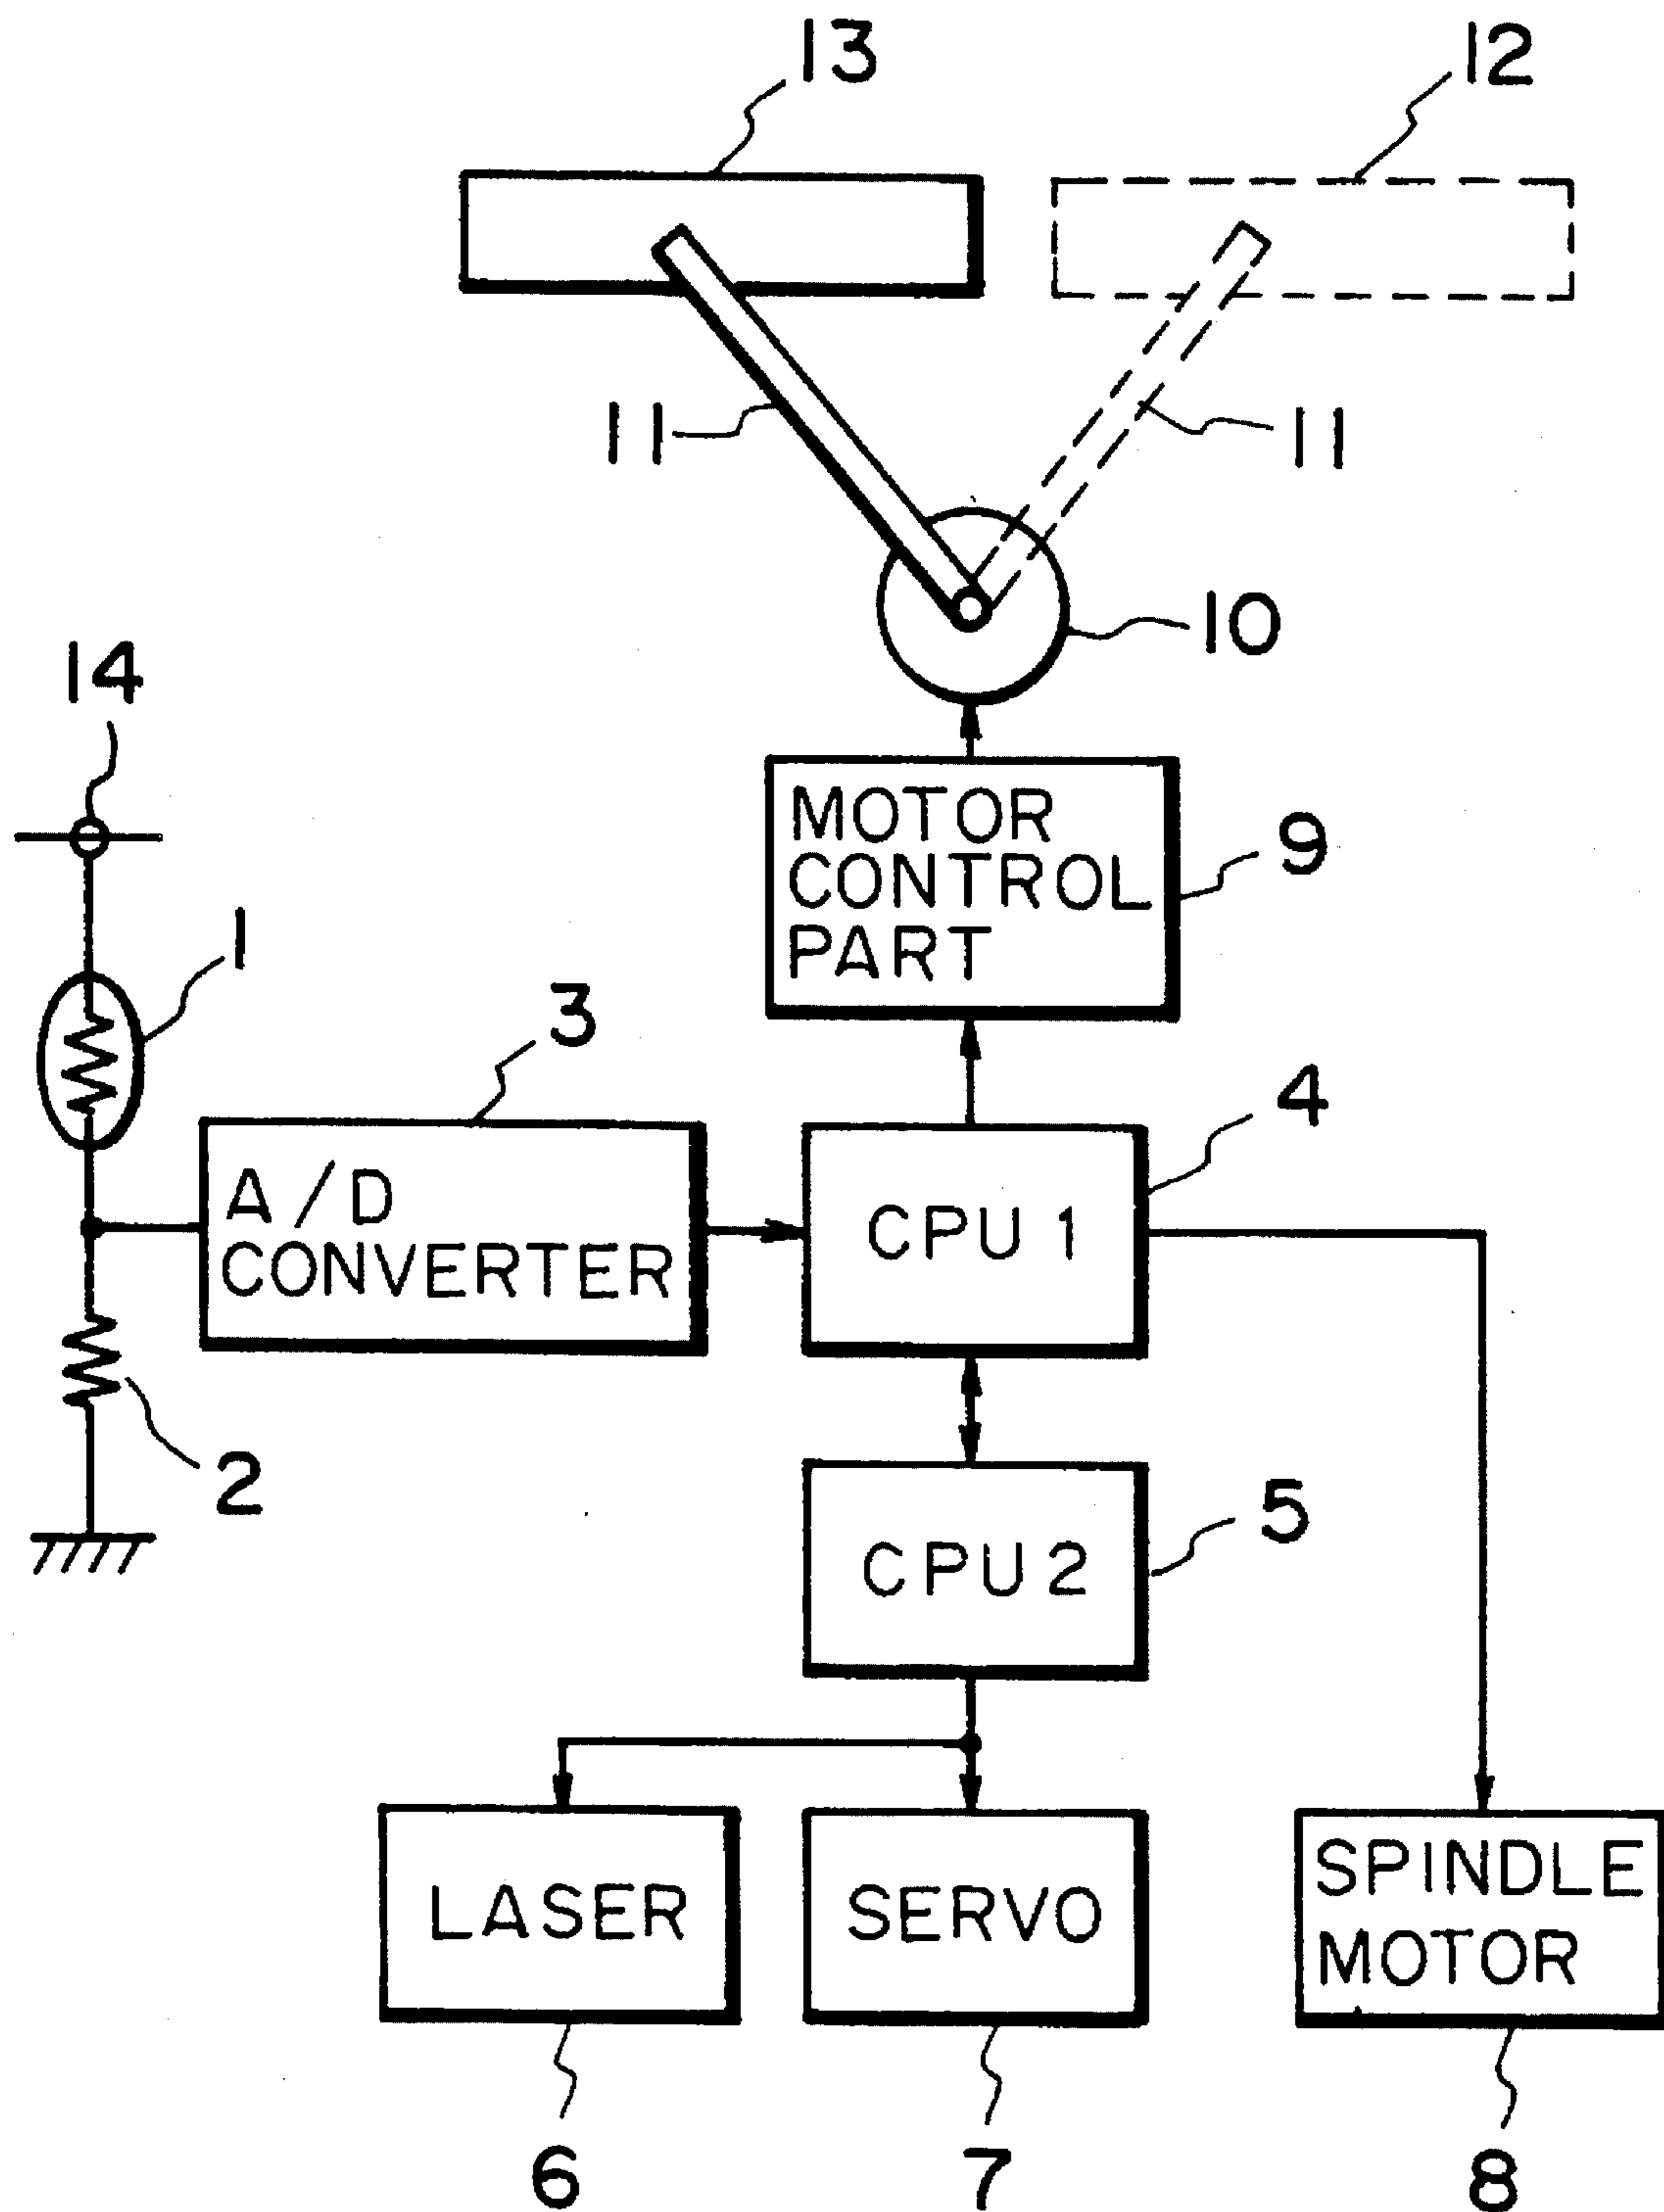 13
12
11
11
10
14
MOTOR
CONTROL
PART
9
1
3
4
A/D
CONVERTER
CPU 1
2
5
CPU 2
LASER
SERVO
SPINDLE
MOTOR
6
7
8